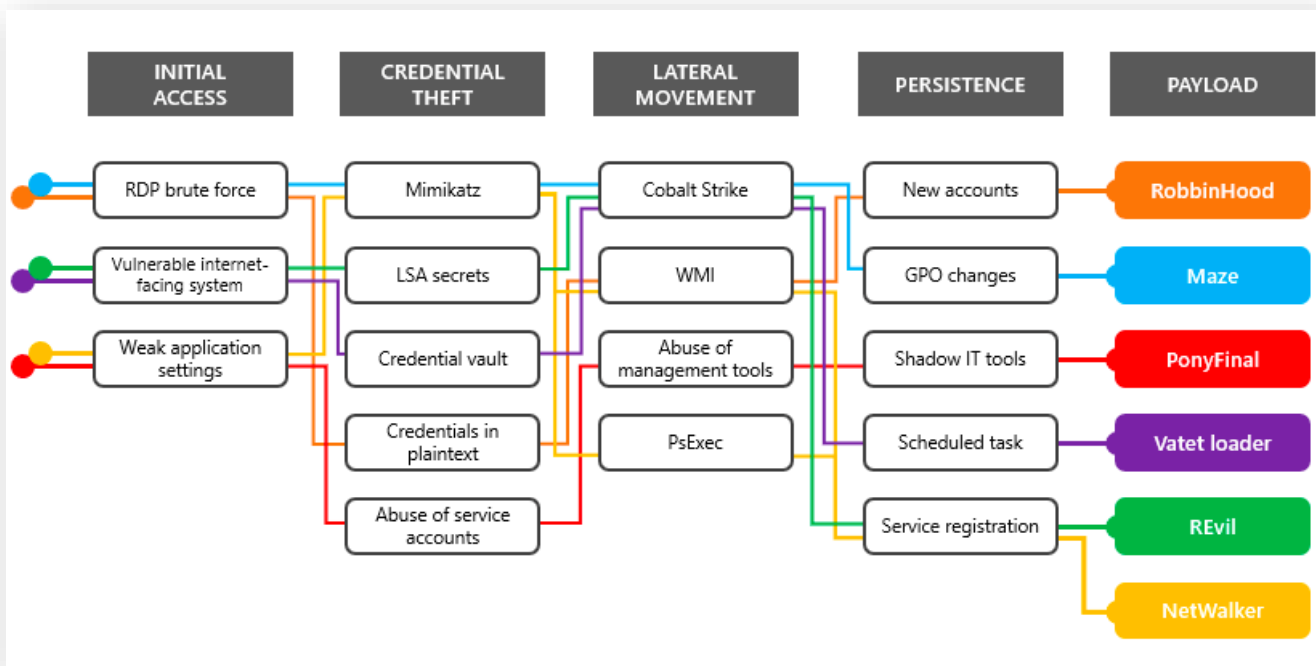 INITIAL
ACCESS
CREDENTIAL
THEFT
LATERAL
MOVEMENT
PERSISTENCE
PAYLOAD
RDP brute force
Mimikatz
Cobalt Strike
New accounts
RobbinHood
Vulnerable internet-
facing system
LSA secrets
WMI
GPO changes
Maze
Weak application
settings
Credential vault
Abuse of
management tools
Shadow IT tools
PonyFinal
Credentials in
plaintext
PsExec
Scheduled task
Vatet loader
Abuse of service
accounts
Service registration
REvil
NetWalker